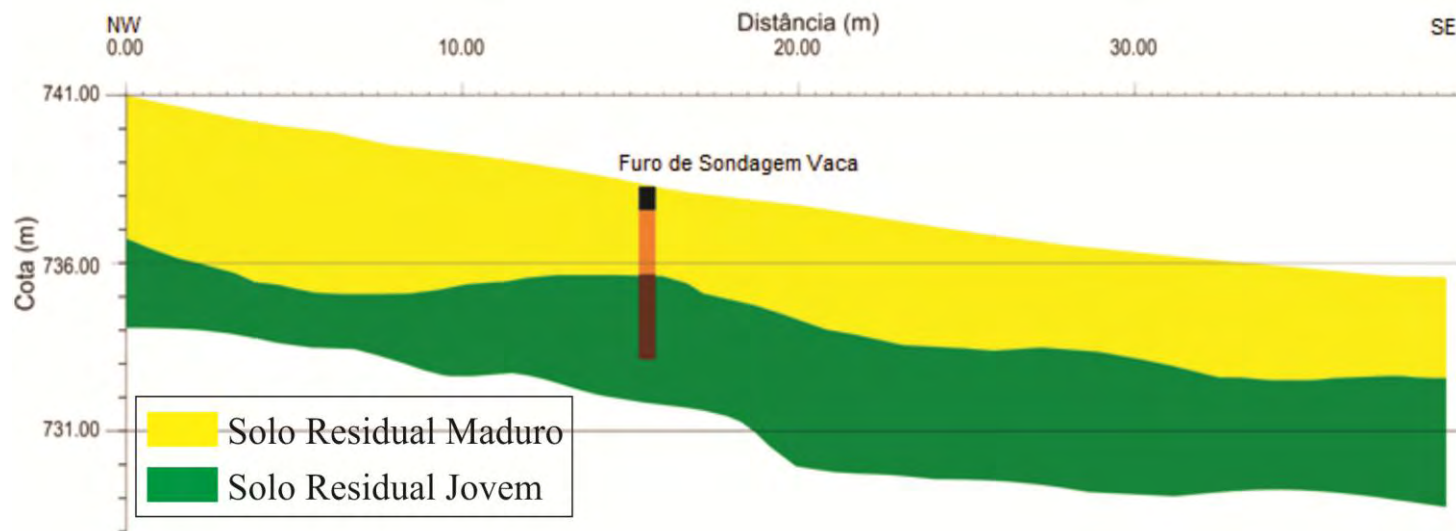 NW
Distância (m)
SE
0.00
10.00
20.00
30.00
741.00
Furo de Sondagem Vaca
Cota (m)
736.00
731.00
Solo Residual Maduro
Solo Residual Jovem